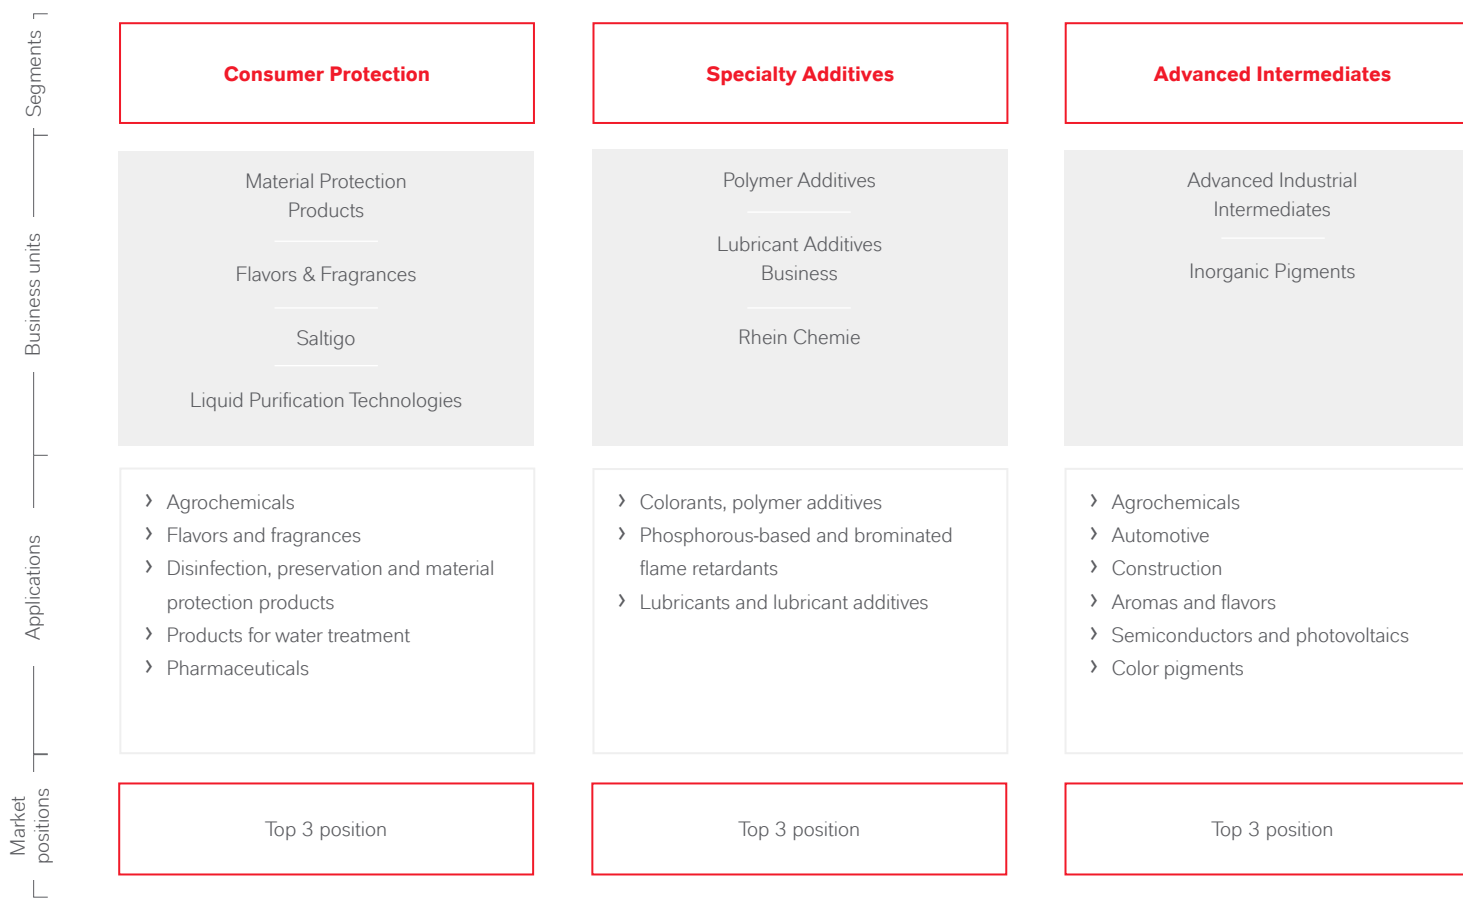 Segments
Consumer Protection
Specialty Additives
Advanced Intermediates
Business units
Material Protection
Products
Flavors & Fragrances
Saltigo
Liquid Purification Technologies
Polymer Additives
Lubricant Additives
Business
Rhein Chemie
Advanced Industrial
Intermediates
Inorganic Pigments
Applications
› Agrochemicals
› Flavors and fragrances
› Disinfection, preservation and material
protection products
› Products for water treatment
› Pharmaceuticals
› Colorants, polymer additives
› Phosphorous-based and brominated
flame retardants
› Lubricants and lubricant additives
› Agrochemicals
› Automotive
› Construction
› Aromas and flavors
› Semiconductors and photovoltaics
› Color pigments
Market
positions
Top 3 position
Top 3 position
Top 3 position